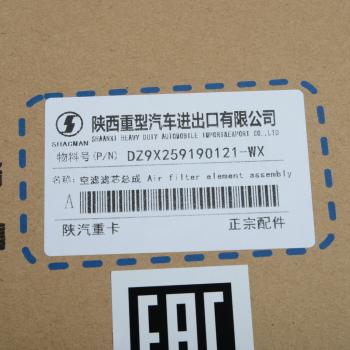 陕西重型汽车进出口有限公司
SHAANXI HEAVY DUTY AUTOMOBILE IMPORT&EXPORT CO.,LTD.
SHACMAN
物料号(P/N) DZ9X259190121-WX
名称:空滤滤芯总成 Air filter element assembly
A
陕汽重卡 正宗配件
EAC